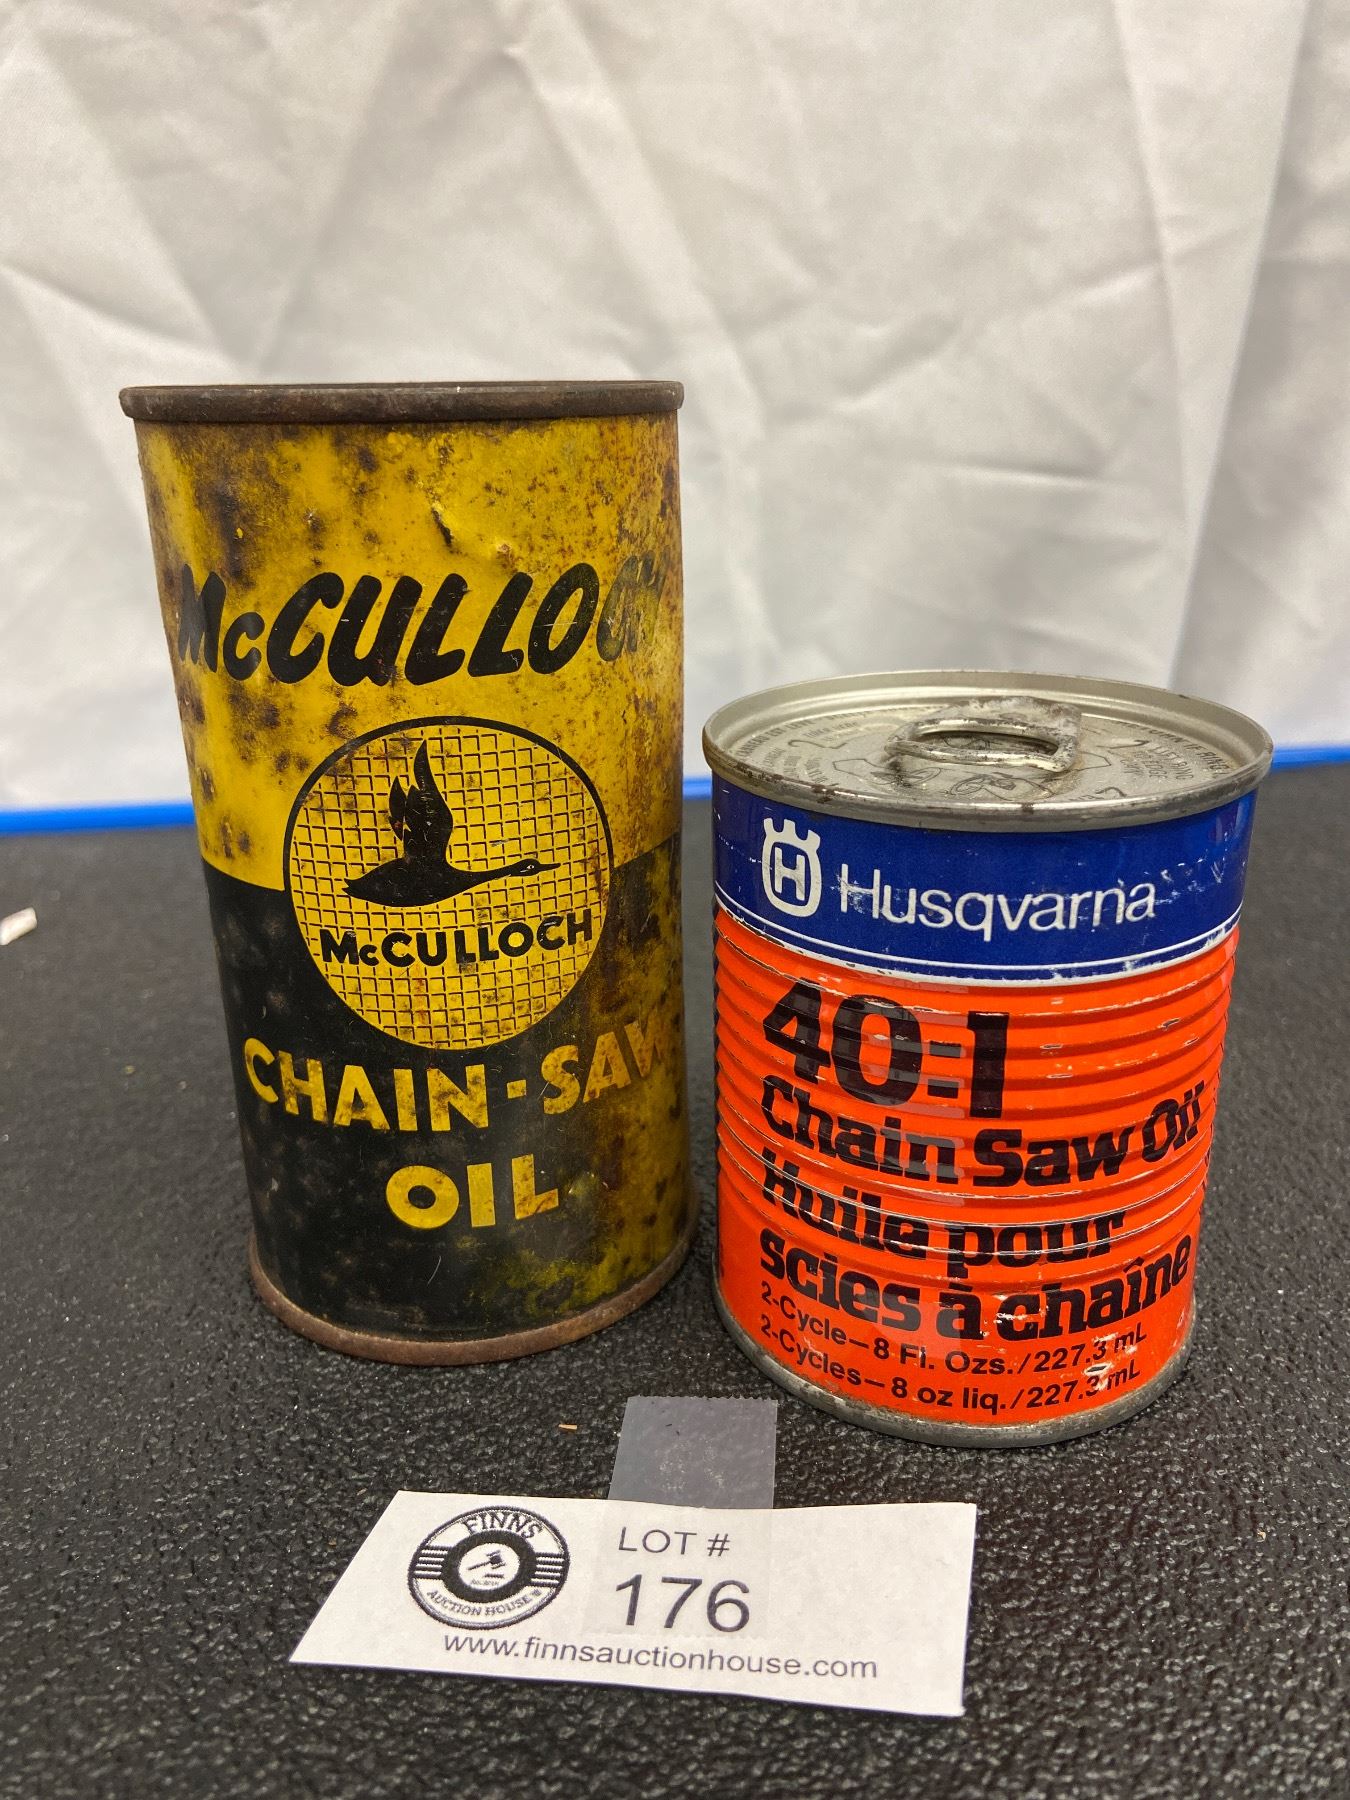 McCULLOCH
McCULLOCH
CHAIN-SAW
OIL
H Husqvarna
40:1
Chain Saw Oil
Huile pour
scies à chaîne
2-Cycle—8 Fl. Ozs./227.3 mL
2-Cycles—8 oz liq./227.3 mL
FINNS
AUCTION HOUSE
LOT #
176
www.finnsauctionhouse.com